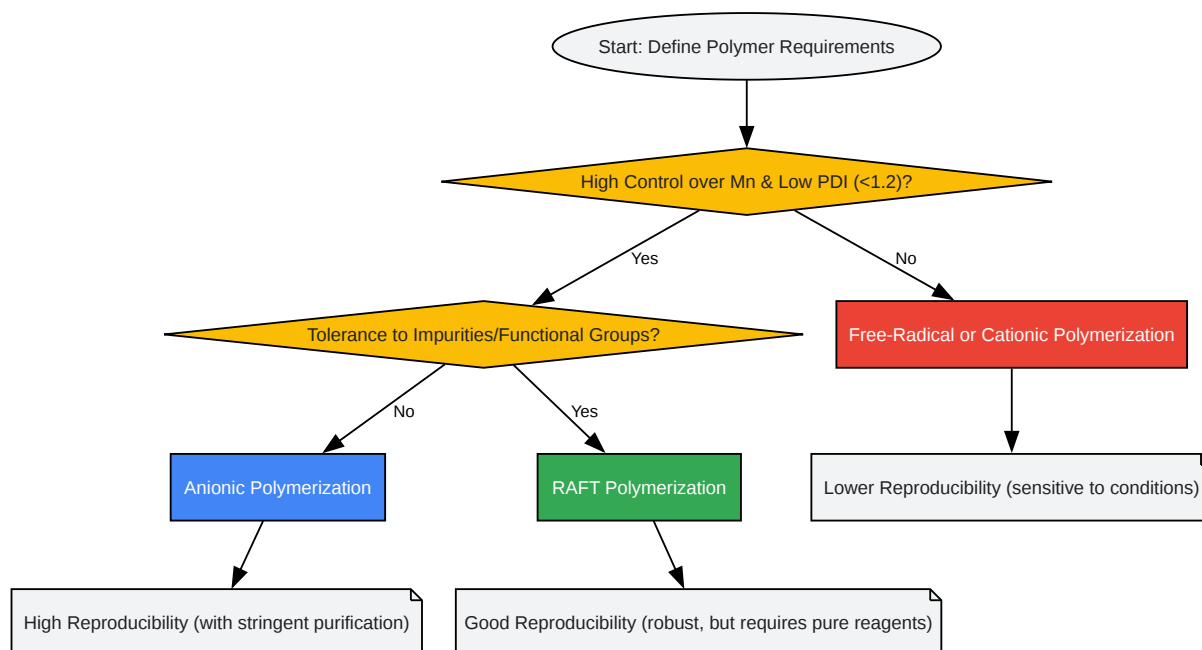 Start: Define Polymer Requirements
High Control over Mn & Low PDI (<1.2)?
Yes
No
Tolerance to Impurities/Functional Groups?
Free-Radical or Cationic Polymerization
No
Yes
Anionic Polymerization
RAFT Polymerization
Lower Reproducibility (sensitive to conditions)
High Reproducibility (with stringent purification)
Good Reproducibility (robust, but requires pure reagents)